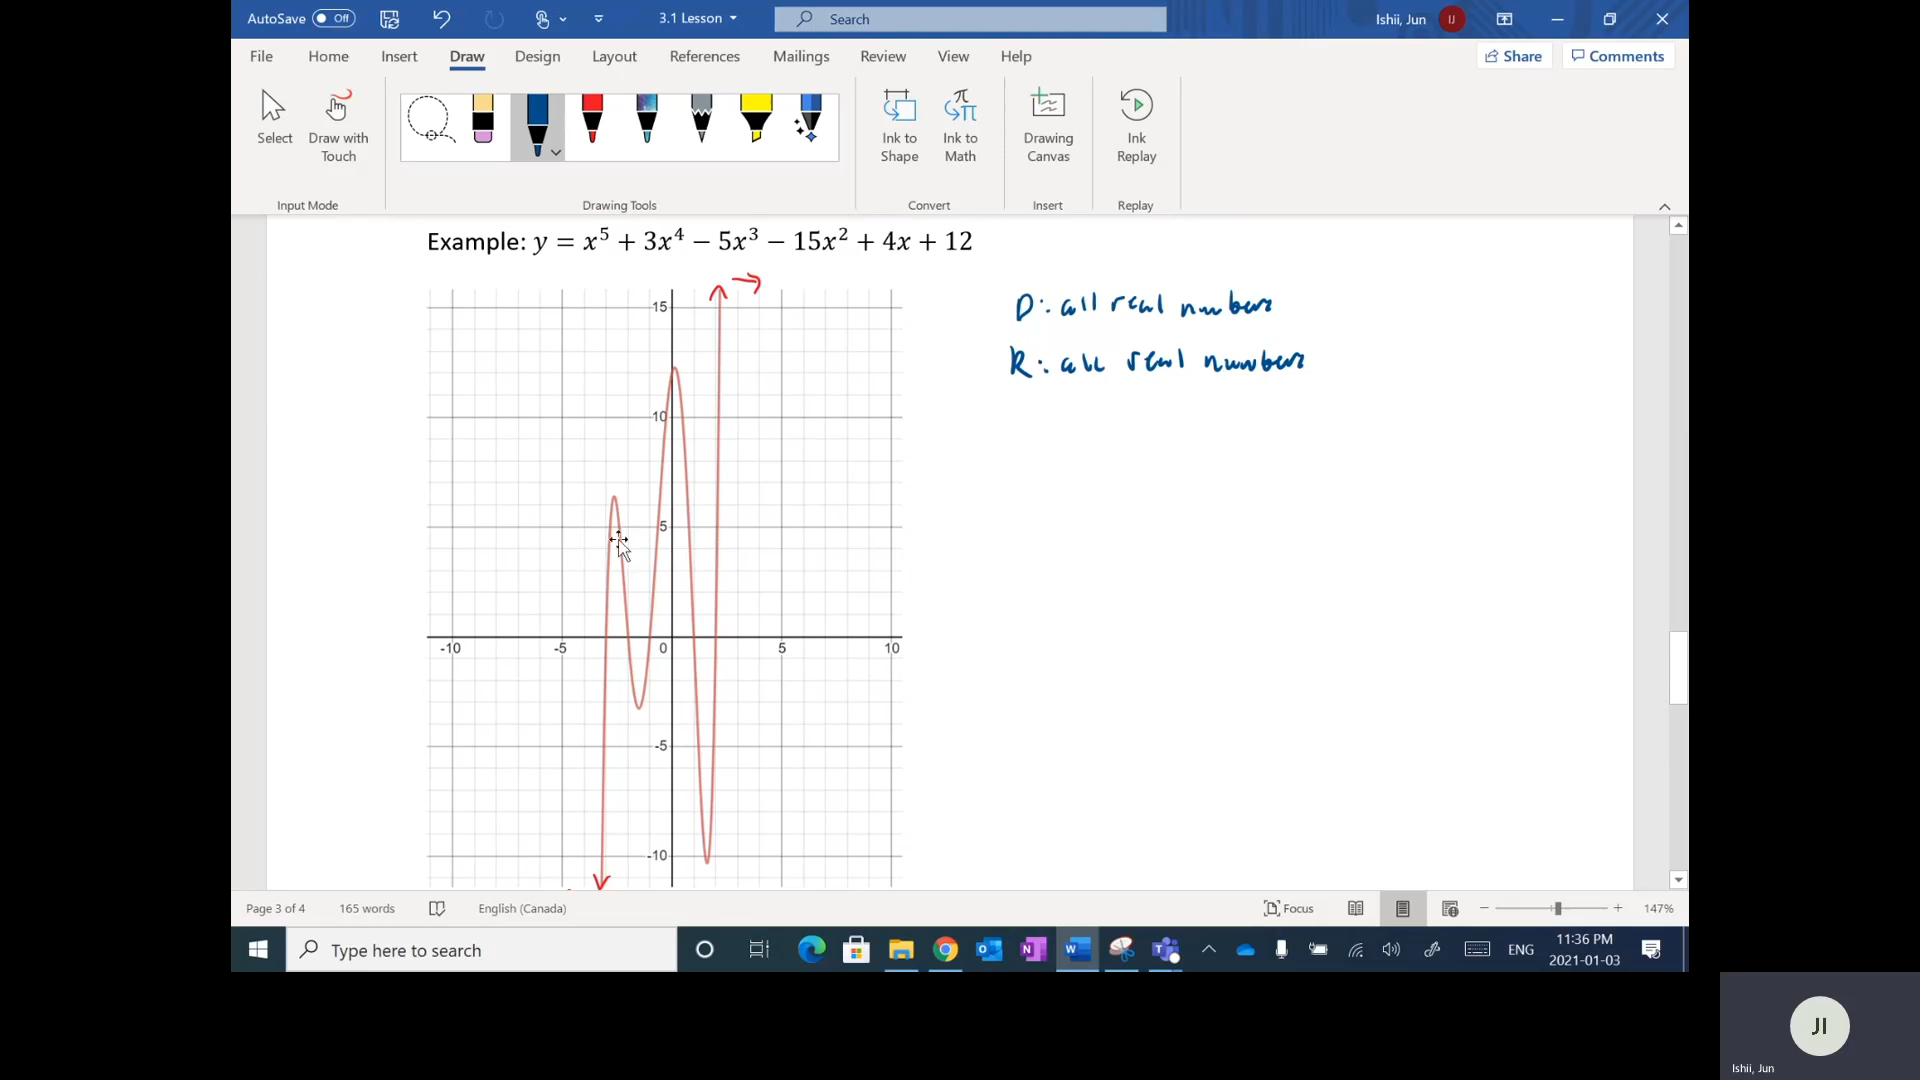 AutoSave Off 3.1 Lesson Search Ishii, Jun IJ
File Home Insert Draw Design Layout References Mailings Review View Help Share Comments
Select Draw with Touch Ink to Shape Ink to Math Drawing Canvas Ink Replay
Input Mode Drawing Tools Convert Insert Replay
Example: y = x⁵ + 3x⁴ − 5x³ − 15x² + 4x + 12
15
10
5
-10 -5 0 5 10
-5
-10
D: all real numbers
R: all real numbers
Page 3 of 4 165 words English (Canada) Focus 147%
Type here to search ENG 11:36 PM
2021-01-03
JI
Ishii, Jun